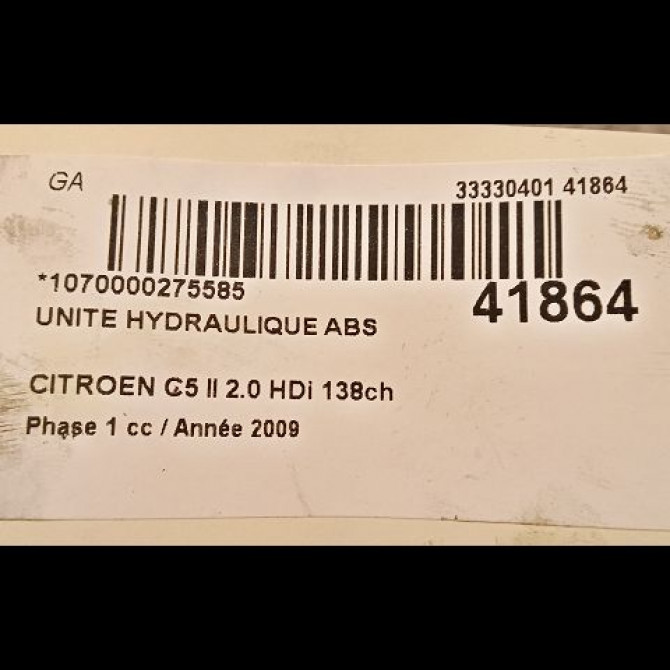 GA
33330401 41864
*1070000275585
41864
UNITE HYDRAULIQUE ABS
CITROEN C5 II 2.0 HDi 138ch
Phase 1 cc / Année 2009